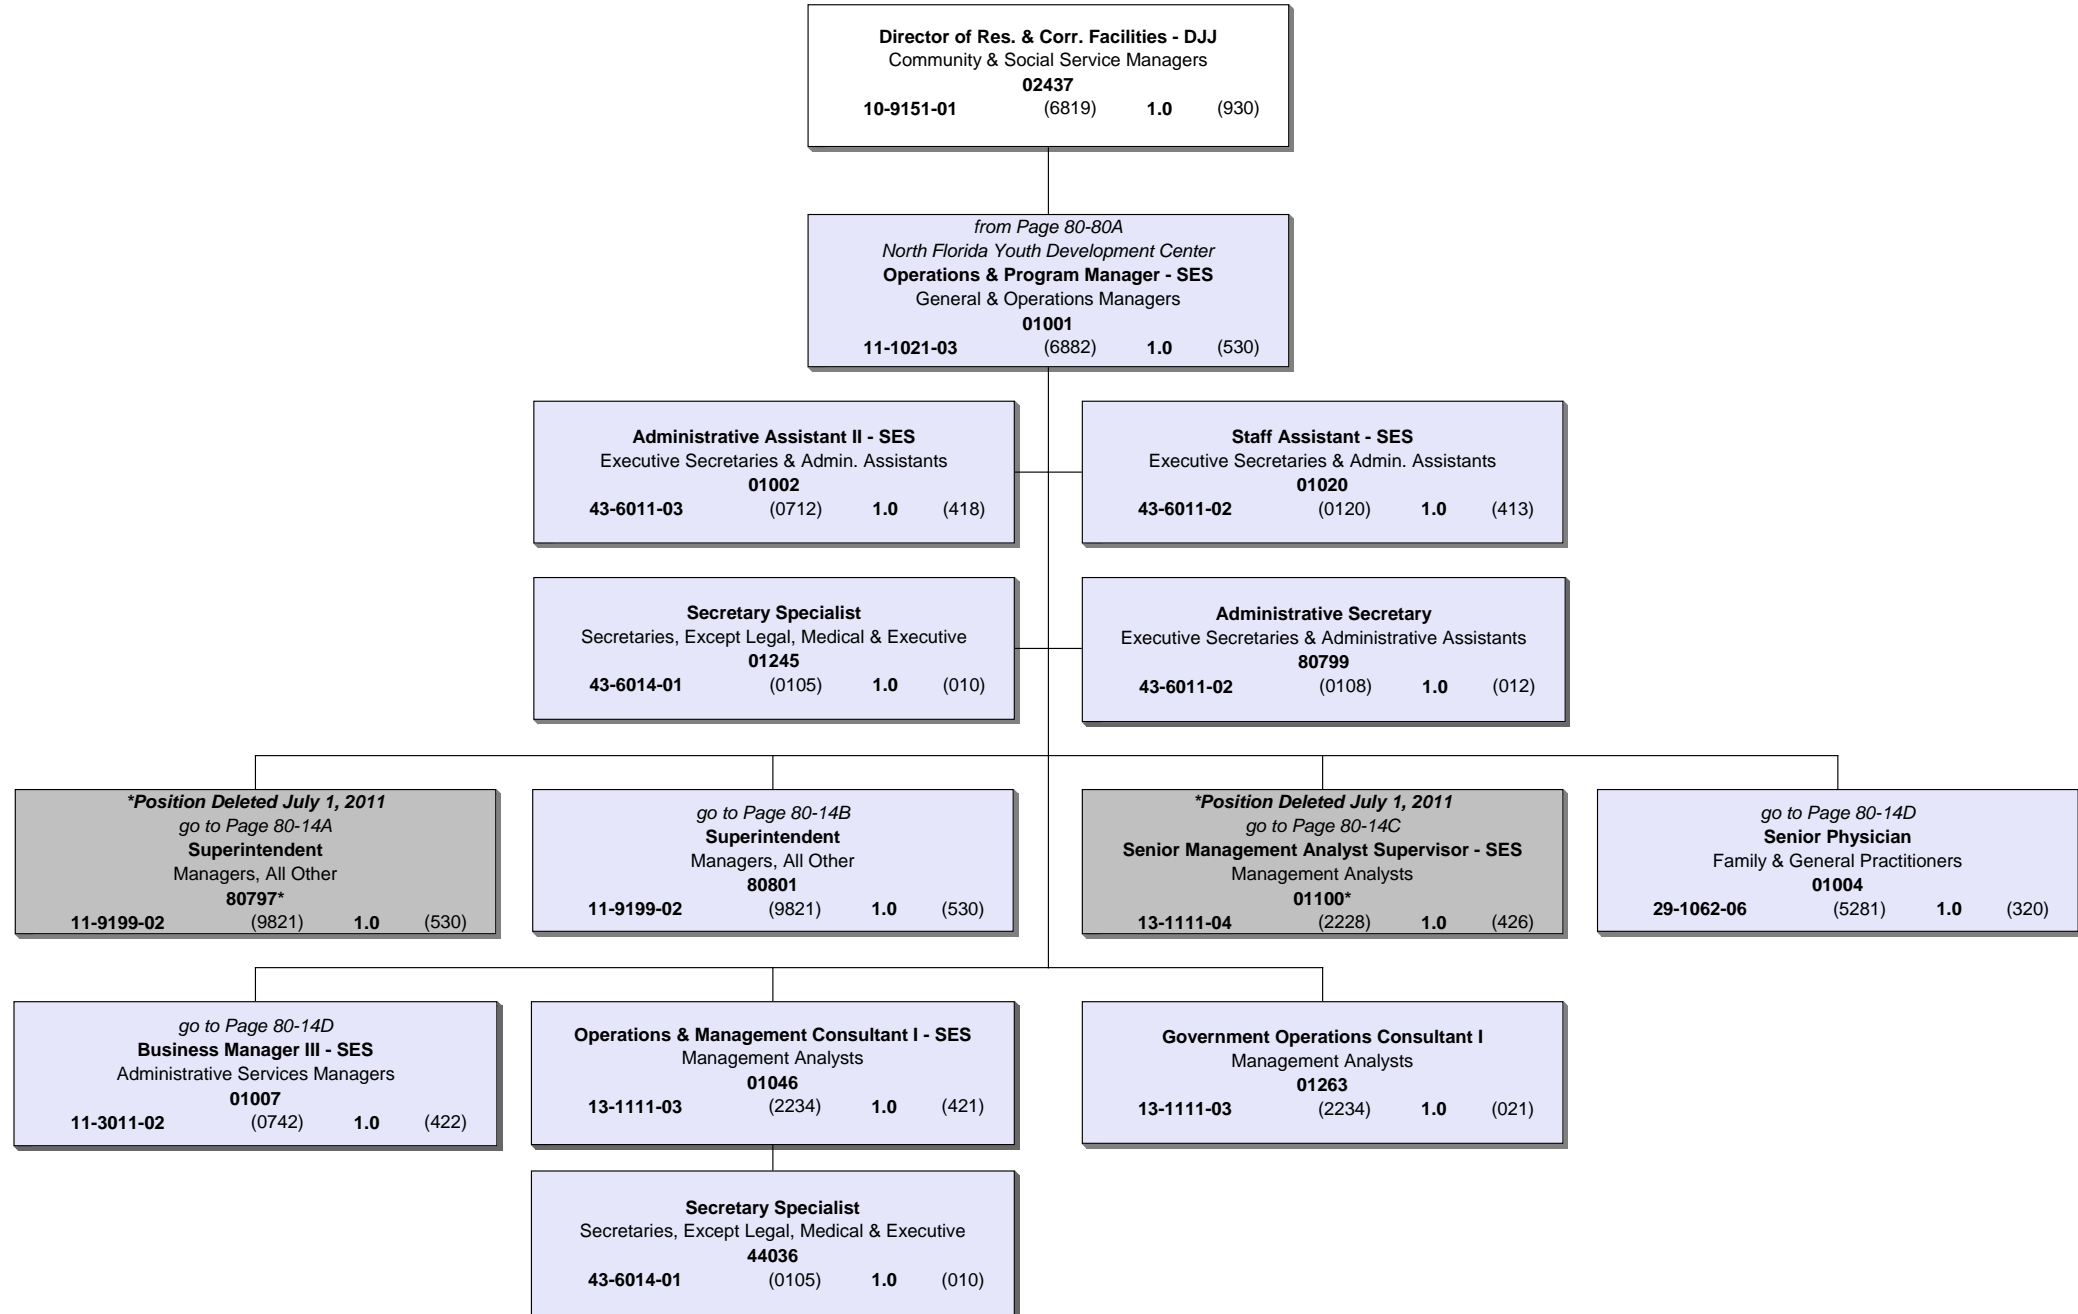 Director of Res. & Corr. Facilities - DJJ
Community & Social Service Managers
02437
10-9151-01 (6819) 1.0 (930)
from Page 80-80A
North Florida Youth Development Center
Operations & Program Manager - SES
General & Operations Managers
01001
11-1021-03 (6882) 1.0 (530)
Administrative Assistant II - SES
Executive Secretaries & Admin. Assistants
01002
43-6011-03 (0712) 1.0 (418)
Staff Assistant - SES
Executive Secretaries & Admin. Assistants
01020
43-6011-02 (0120) 1.0 (413)
Secretary Specialist
Secretaries, Except Legal, Medical & Executive
01245
43-6014-01 (0105) 1.0 (010)
Administrative Secretary
Executive Secretaries & Administrative Assistants
80799
43-6011-02 (0108) 1.0 (012)
*Position Deleted July 1, 2011
go to Page 80-14A
Superintendent
Managers, All Other
80797*
11-9199-02 (9821) 1.0 (530)
go to Page 80-14B
Superintendent
Managers, All Other
80801
11-9199-02 (9821) 1.0 (530)
*Position Deleted July 1, 2011
go to Page 80-14C
Senior Management Analyst Supervisor - SES
Management Analysts
01100*
13-1111-04 (2228) 1.0 (426)
go to Page 80-14D
Senior Physician
Family & General Practitioners
01004
29-1062-06 (5281) 1.0 (320)
go to Page 80-14D
Business Manager III - SES
Administrative Services Managers
01007
11-3011-02 (0742) 1.0 (422)
Operations & Management Consultant I - SES
Management Analysts
01046
13-1111-03 (2234) 1.0 (421)
Government Operations Consultant I
Management Analysts
01263
13-1111-03 (2234) 1.0 (021)
Secretary Specialist
Secretaries, Except Legal, Medical & Executive
44036
43-6014-01 (0105) 1.0 (010)